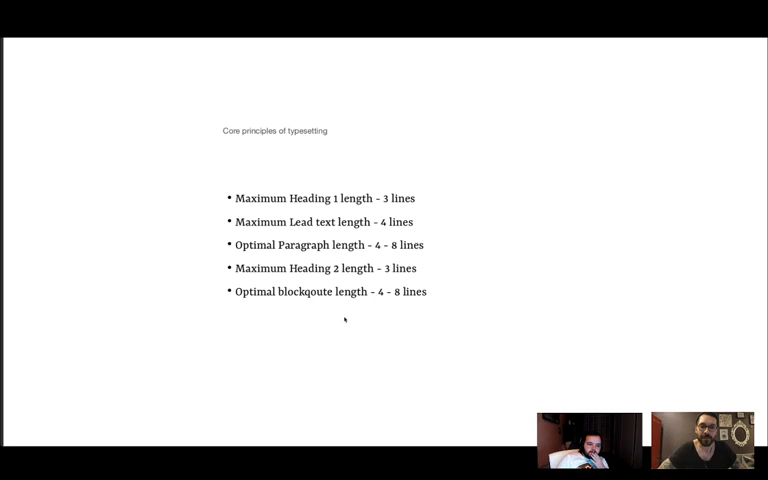 Core principles of typesetting
• Maximum Heading 1 length - 3 lines
• Maximum Lead text length - 4 lines
• Optimal Paragraph length - 4 - 8 lines
• Maximum Heading 2 length - 3 lines
• Optimal blockqoute length - 4 - 8 lines